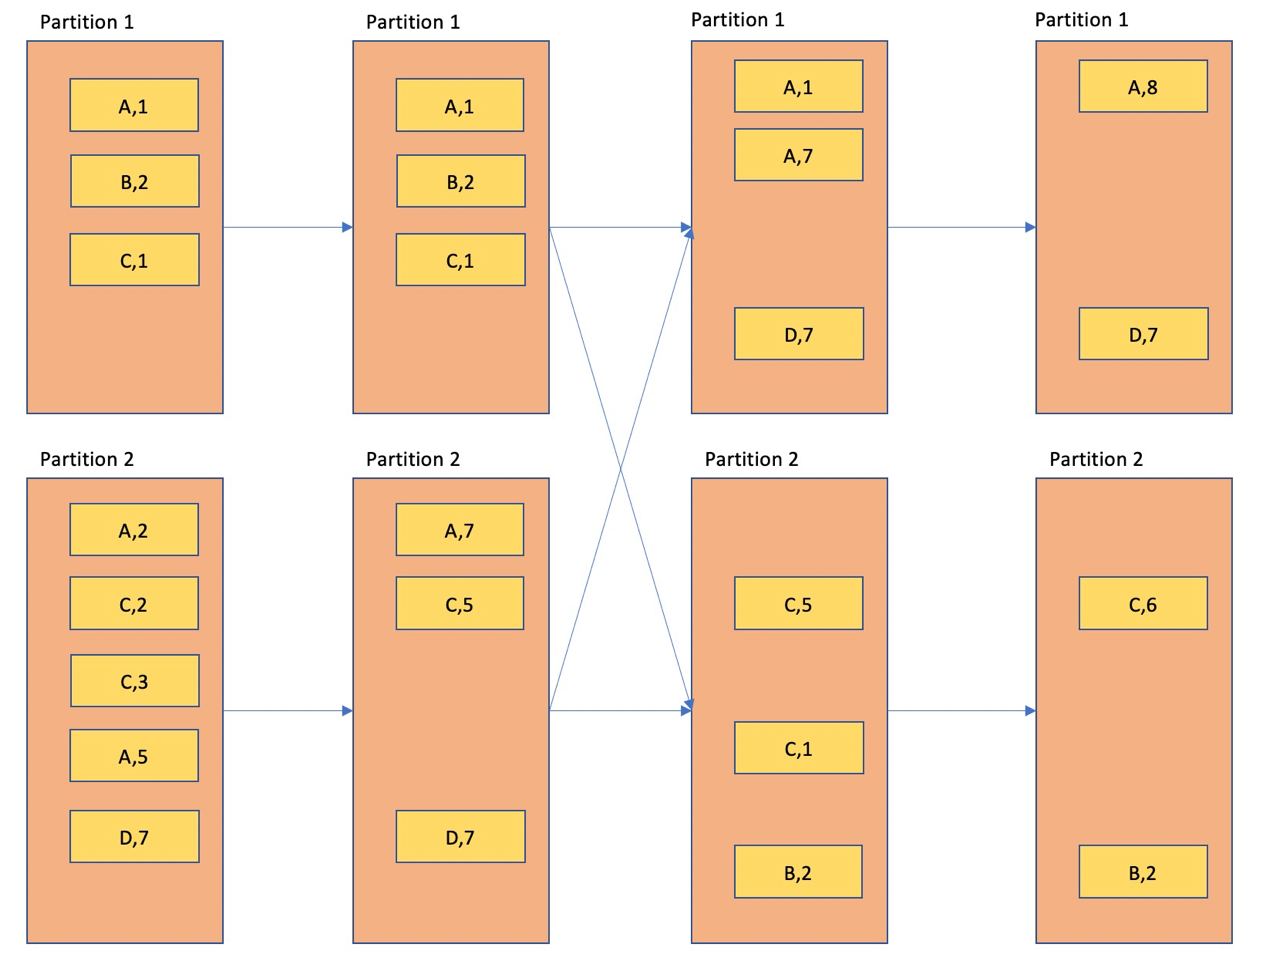 Partition 1
A,1
B,2
C,1
Partition 1
A,1
B,2
C,1
Partition 1
A,1
A,7
D,7
Partition 1
A,8
D,7
Partition 2
A,2
C,2
C,3
A,5
D,7
Partition 2
A,7
C,5
D,7
Partition 2
C,5
C,1
B,2
Partition 2
C,6
B,2